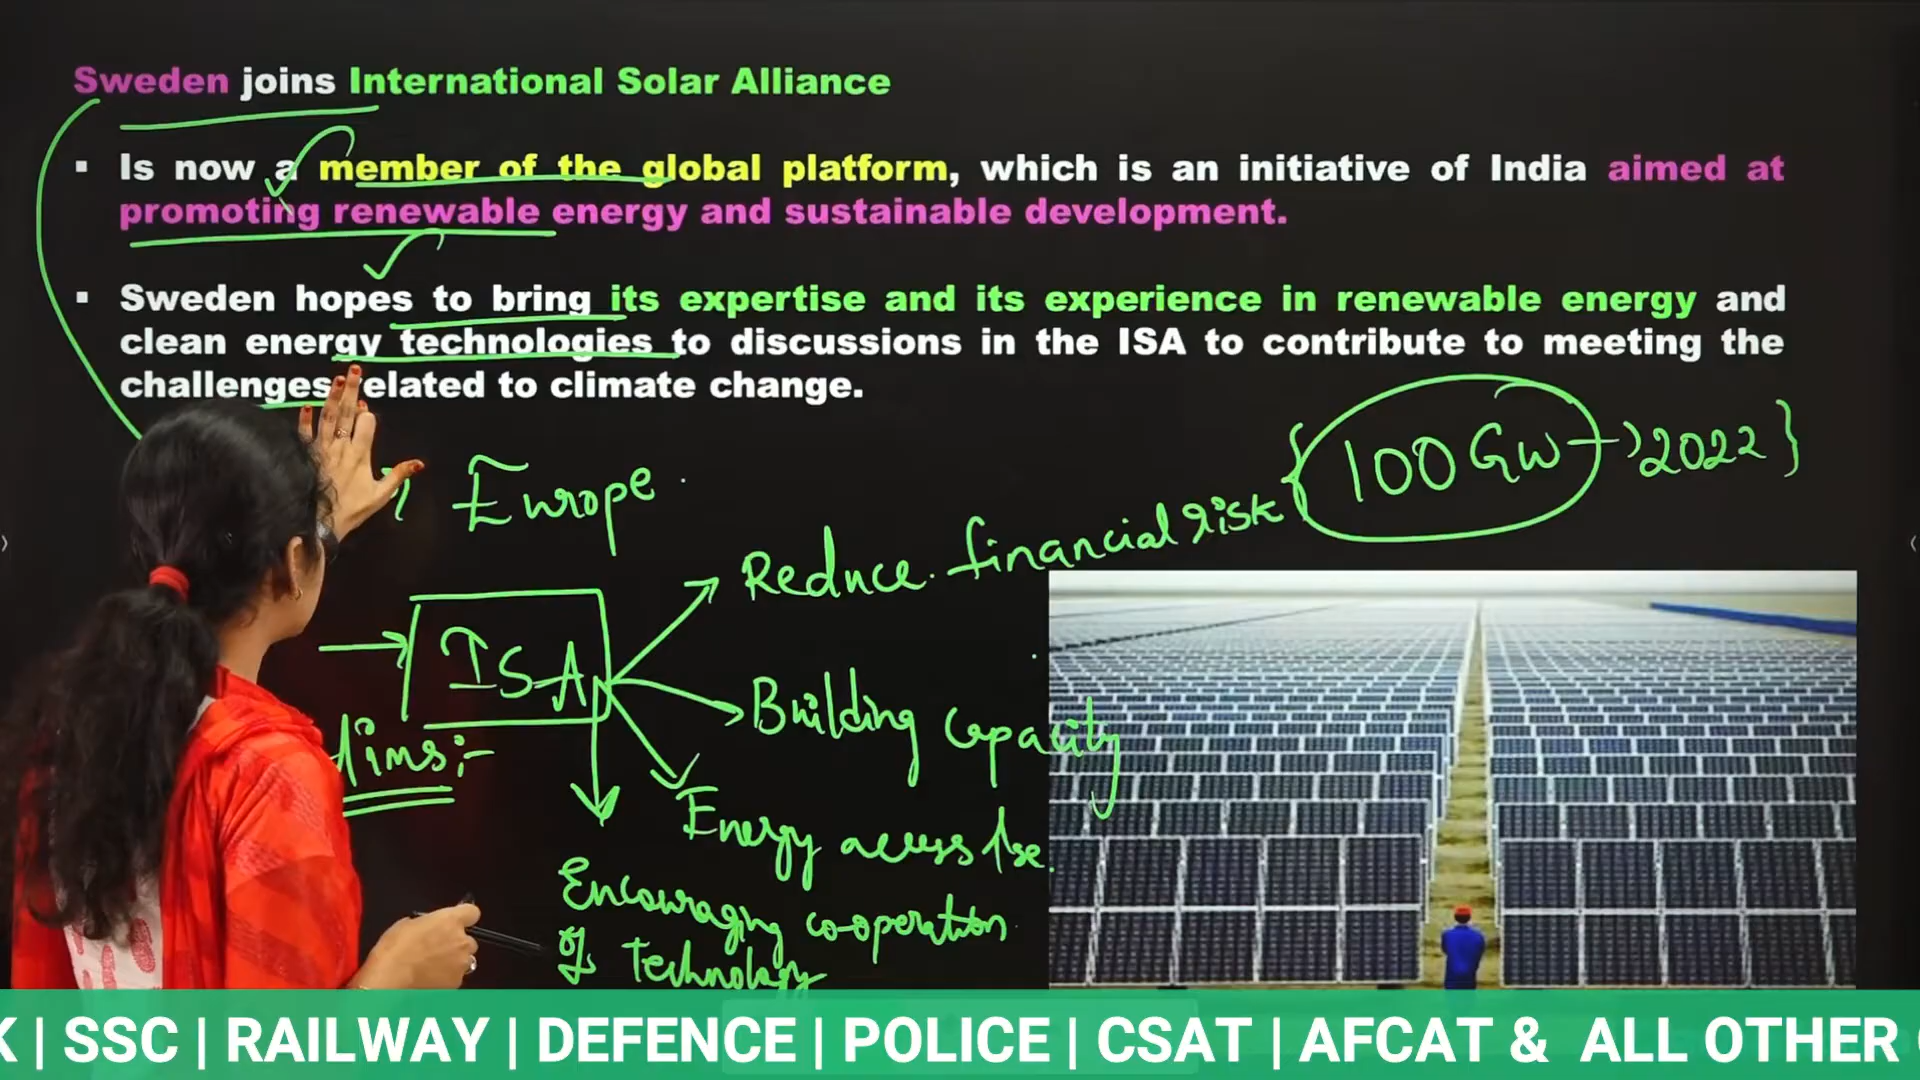 Sweden joins International Solar Alliance
▪ Is now a member of the global platform, which is an initiative of India aimed at
promoting renewable energy and sustainable development.
▪ Sweden hopes to bring its expertise and its experience in renewable energy and
clean energy technologies to discussions in the ISA to contribute to meeting the
challenges related to climate change.
{100 GW → 2022}
Europe
Reduce financial risk
ISA
Building capacity
Aims:-
Energy access
Encouraging co-operation
of technology
K | SSC | RAILWAY | DEFENCE | POLICE | CSAT | AFCAT & ALL OTHER